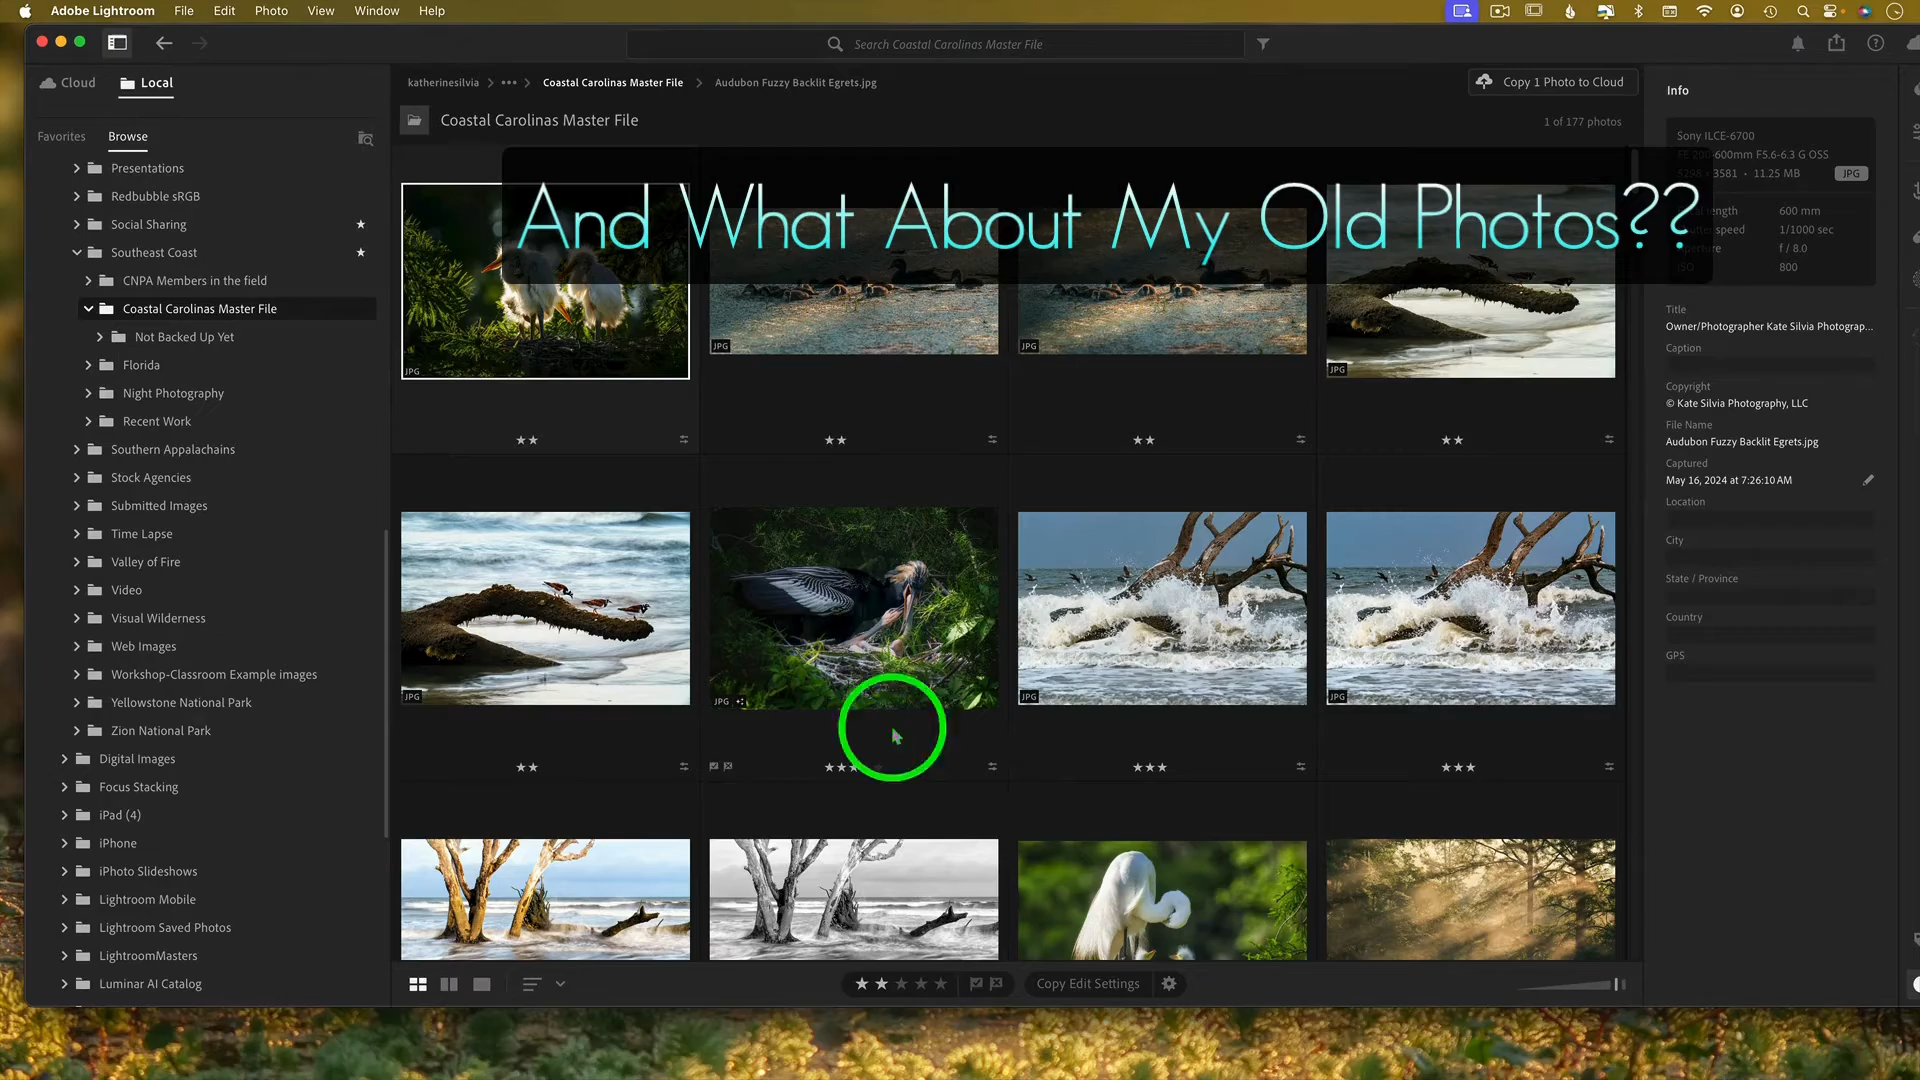 Adobe Lightroom File Edit Photo View Window Help
Search Coastal Carolinas Master File
Cloud Local
katherinesilvia ••• Coastal Carolinas Master File Audubon Fuzzy Backlit Egrets.jpg
Copy 1 Photo to Cloud
Info
Favorites Browse
Coastal Carolinas Master File
1 of 177 photos
And What About My Old Photos??
Presentations
Redbubble sRGB
Social Sharing
Southeast Coast
CNPA Members in the field
Coastal Carolinas Master File
Not Backed Up Yet
Florida
Night Photography
Recent Work
Southern Appalachains
Stock Agencies
Submitted Images
Time Lapse
Valley of Fire
Video
Visual Wilderness
Web Images
Workshop-Classroom Example images
Yellowstone National Park
Zion National Park
Digital Images
Focus Stacking
iPad (4)
iPhone
iPhoto Slideshows
Lightroom Mobile
Lightroom Saved Photos
LightroomMasters
Luminar AI Catalog
JPG
JPG
JPG
JPG
JPG
JPG
JPG
JPG
Copy Edit Settings
Sony ILCE-6700
FE 200-600mm F5.6-6.3 G OSS
3581 • 11.25 MB JPG
length 600 mm
speed 1/1000 sec
f / 8.0
ISO 800
Title
Owner/Photographer Kate Silvia Photograp...
Caption
Copyright
© Kate Silvia Photography, LLC
File Name
Audubon Fuzzy Backlit Egrets.jpg
Captured
May 16, 2024 at 7:26:10 AM
Location
City
State / Province
Country
GPS